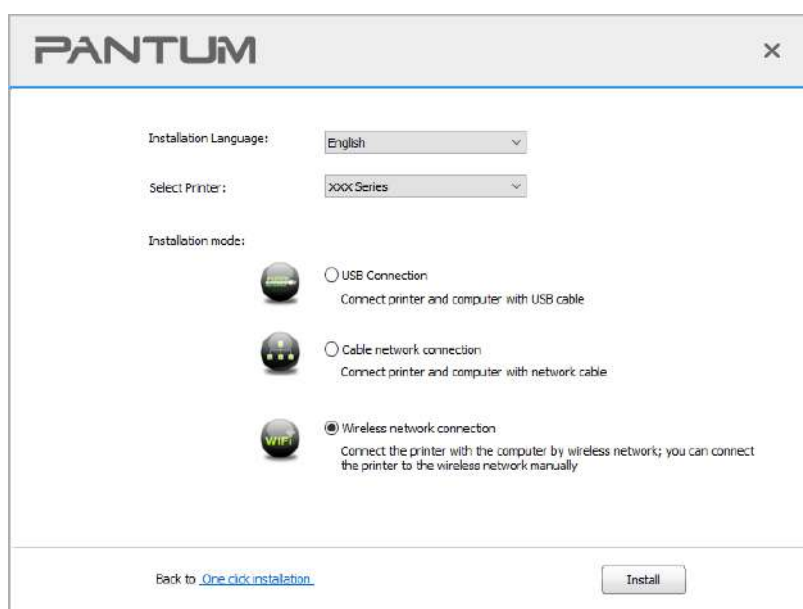 PANTUM
Installation Language:
English
Select Printer:
xxx Series
Installation mode:
USB Connection
Connect printer and computer with USB cable
Cable network connection
Connect printer and computer with network cable
WiFi
Wireless network connection
Connect the printer with the computer by wireless network; you can connect
the printer to the wireless network manually
Back to One click installation
Install